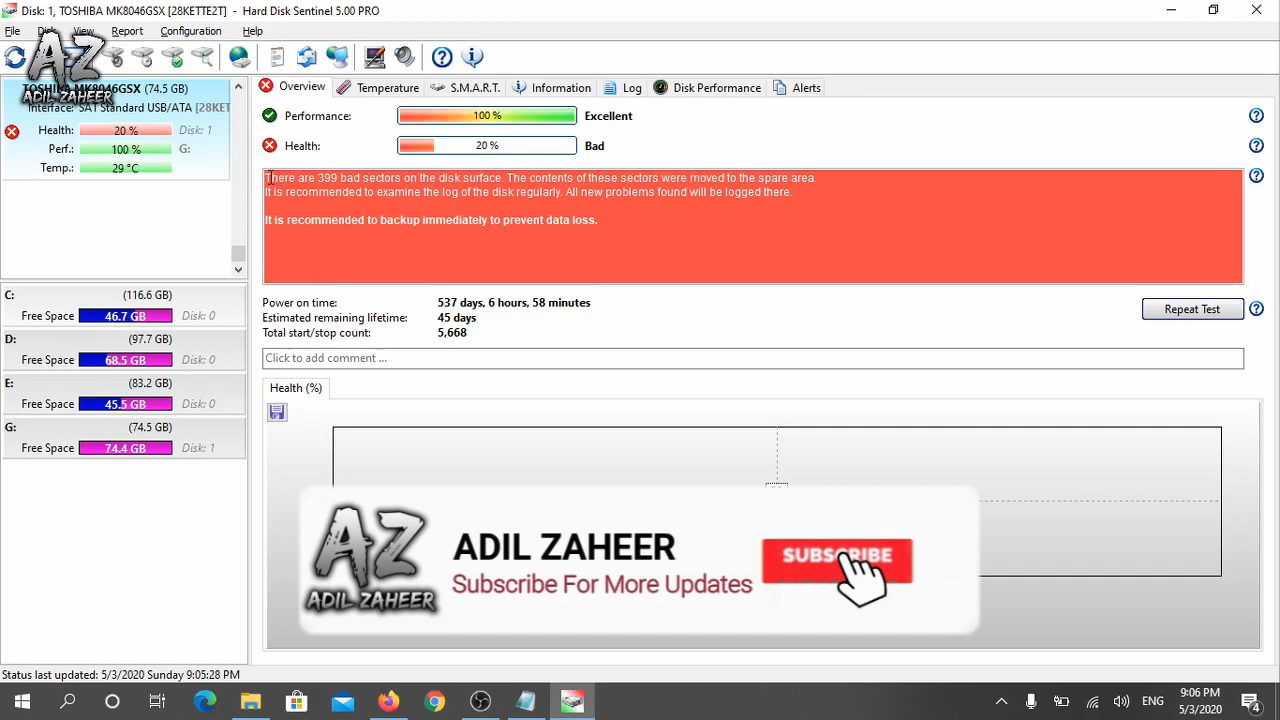 Disk: 1, TOSHIBA MK8046GSX [28KETTE2T] - Hard Disk Sentinel 5.00 PRO
File View Report Configuration Help
AZ
ADIL ZAHEER
TOSHIBA MK8046GSX (74.5 GB)
Interface: SAT Standard USB/ATA [28KET
Health: 20 % Disk: 1
Perf.: 100 % G:
Temp.: 29 °C
C: (116.6 GB)
Free Space 46.7 GB Disk: 0
D: (97.7 GB)
Free Space 68.5 GB Disk: 0
E: (83.2 GB)
Free Space 45.5 GB Disk: 0
G: (74.5 GB)
Free Space 74.4 GB Disk: 1
Overview Temperature S.M.A.R.T. Information Log Disk Performance Alerts
Performance: 100 % Excellent
Health: 20 % Bad
There are 399 bad sectors on the disk surface. The contents of these sectors were moved to the spare area.
It is recommended to examine the log of the disk regularly. All new problems found will be logged there.
It is recommended to backup immediately to prevent data loss.
Power on time: 537 days, 6 hours, 58 minutes
Estimated remaining lifetime: 45 days
Total start/stop count: 5,668
Repeat Test
Click to add comment ...
Health (%)
AZ
ADIL ZAHEER
ADIL ZAHEER
Subscribe For More Updates
SUBSCRIBE
Status last updated: 5/3/2020 Sunday 9:05:28 PM
ENG
9:06 PM
5/3/2020
4